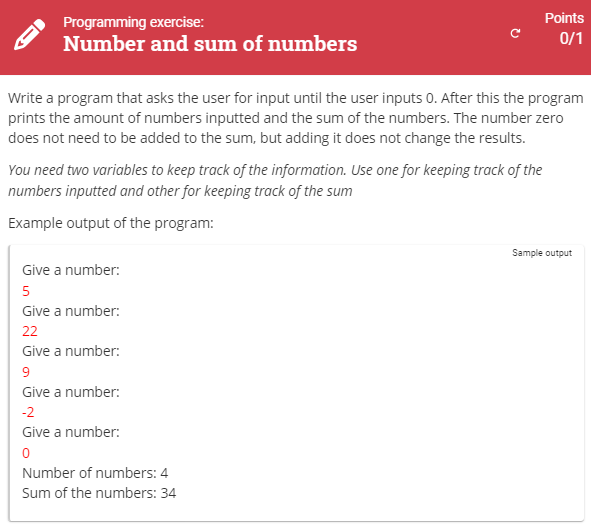 Programming exercise:
Number and sum of numbers
Points
0/1
Write a program that asks the user for input until the user inputs 0. After this the program
prints the amount of numbers inputted and the sum of the numbers. The number zero
does not need to be added to the sum, but adding it does not change the results.
You need two variables to keep track of the information. Use one for keeping track of the
numbers inputted and other for keeping track of the sum
Example output of the program:
Sample output
Give a number:
5
Give a number:
22
Give a number:
9
Give a number:
-2
Give a number:
0
Number of numbers: 4
Sum of the numbers: 34